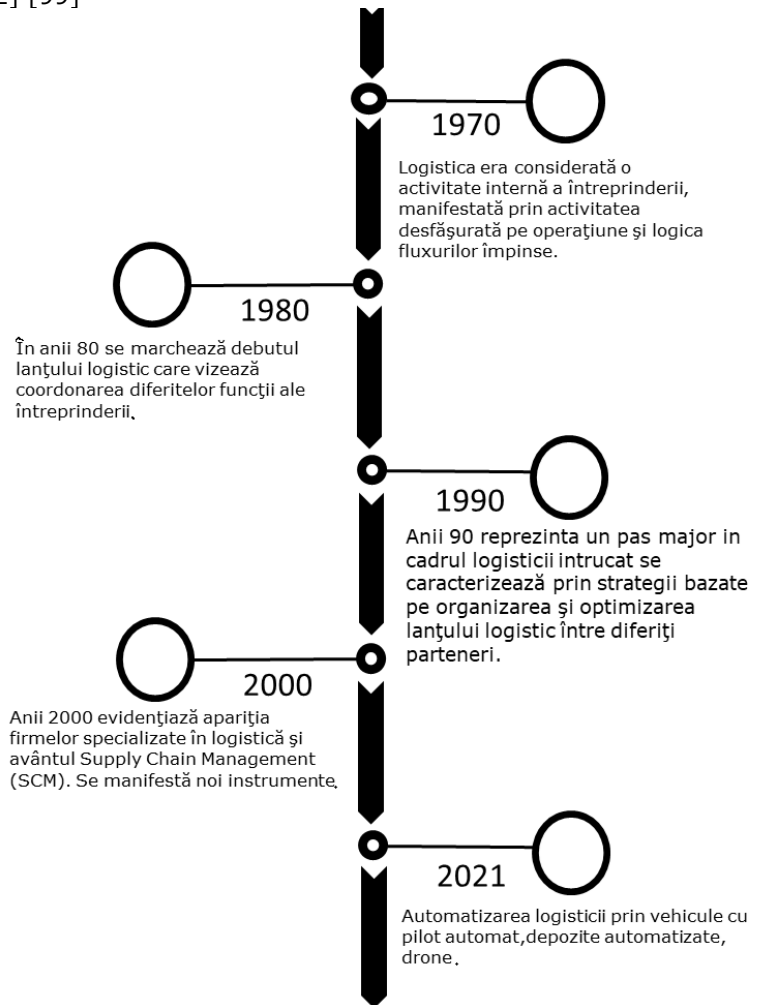 [99]
1970
Logistica era considerată o
activitate internă a întreprinderii,
manifestată prin activitatea
desfăşurată pe operaţiune şi logica
fluxurilor împinse.
1980
În anii 80 se marchează debutul
lanţului logistic care vizează
coordonarea diferitelor funcţii ale
întreprinderii.
1990
Anii 90 reprezinta un pas major in
cadrul logisticii intrucat se
caracterizează prin strategii bazate
pe organizarea şi optimizarea
lanţului logistic între diferiţi
parteneri.
2000
Anii 2000 evidenţiază apariţia
firmelor specializate în logistică şi
avântul Supply Chain Management
(SCM). Se manifestă noi instrumente.
2021
Automatizarea logisticii prin vehicule cu
pilot automat,depozite automatizate,
drone.